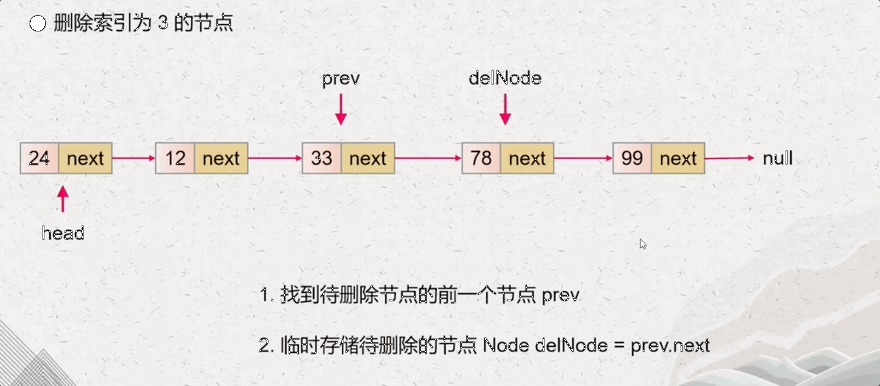 删除索引为 3 的节点
prev delNode
24 next 12 next 33 next 78 next 99 next null
head
1. 找到待删除节点的前一个节点 prev
2. 临时存储待删除的节点 Node delNode = prev.next